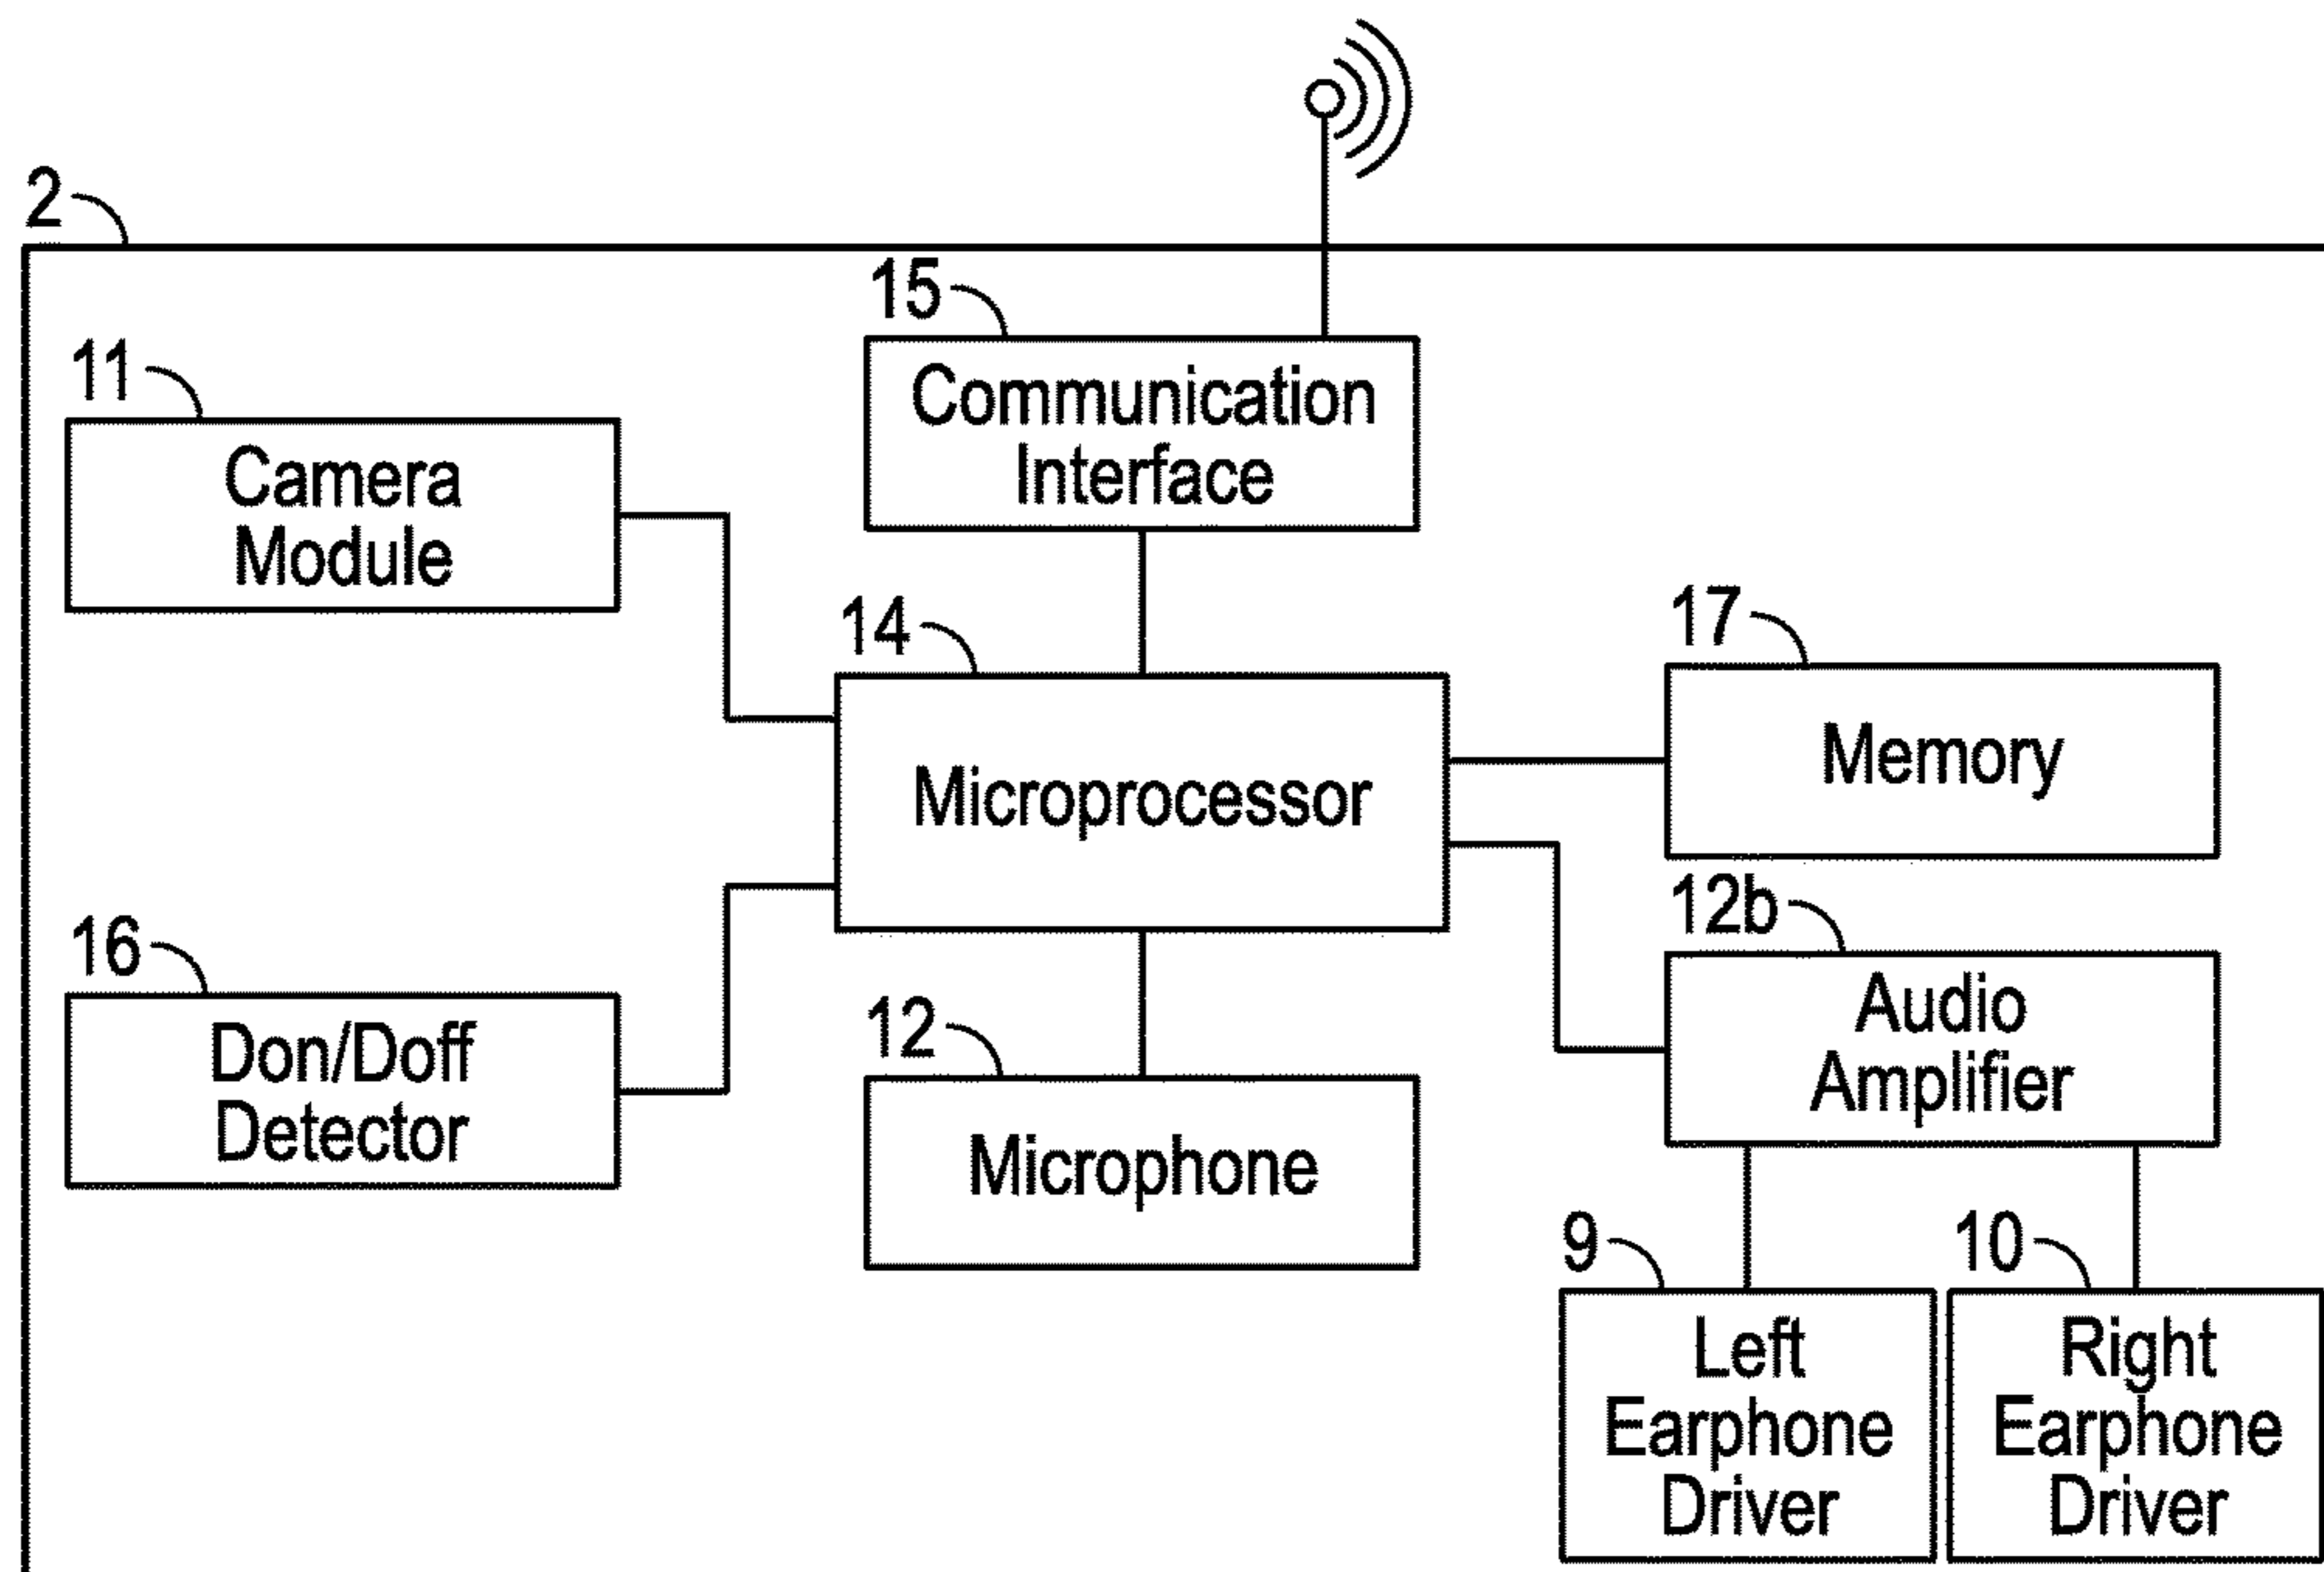 2
15
Communication
Interface
11
Camera
Module
14
Microprocessor
17
Memory
16
Don/Doff
Detector
12
Microphone
12b
Audio
Amplifier
9
Left
Earphone
Driver
10
Right
Earphone
Driver